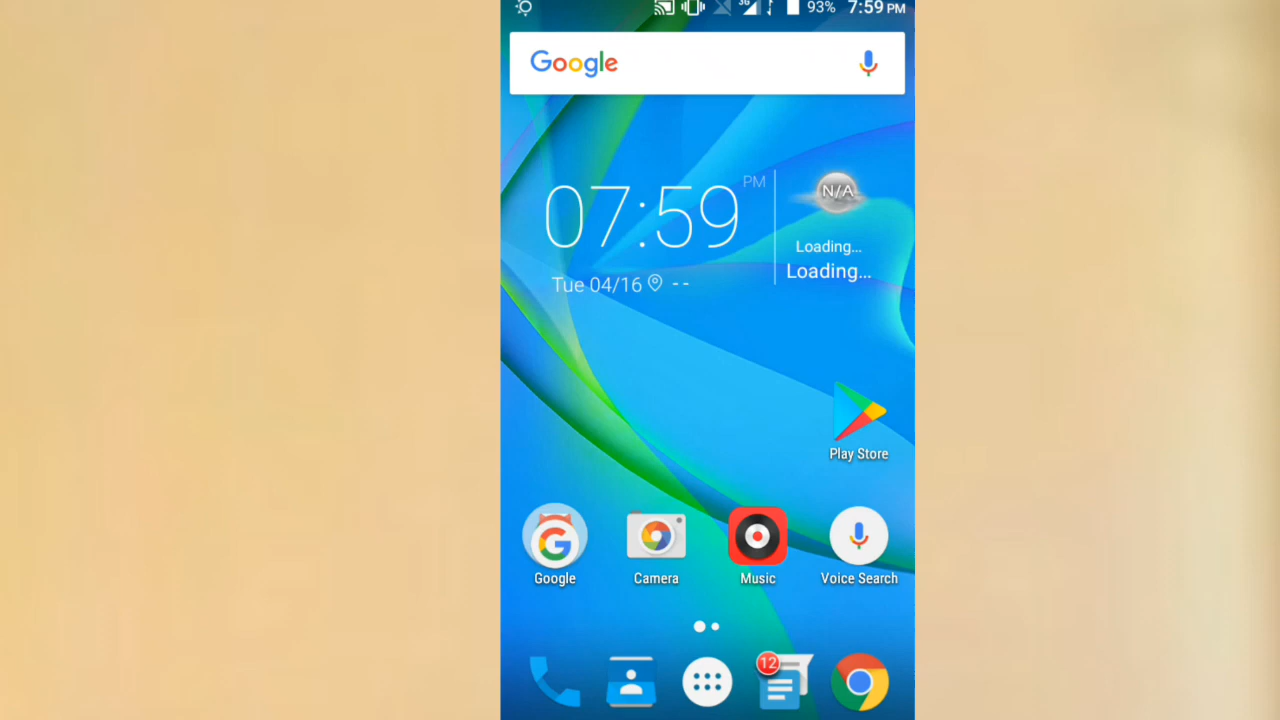 3G 93% 7:59 PM
Google
07:59 PM
N/A
Loading...
Loading...
Tue 04/16 --
Play Store
Google
Camera
Music
Voice Search
12